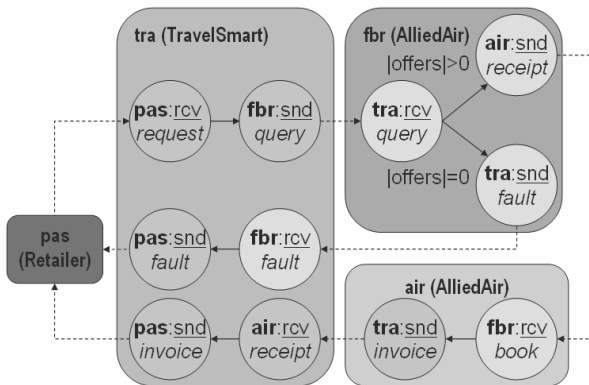 tra (TravelSmart)
fbr (AlliedAir)
|offers|>0
air:snd
receipt
pas:rcv
request
fbr:snd
query
tra:rcv
query
|offers|=0
tra:snd
fault
pas
(Retailer)
pas:snd
fault
fbr:rcv
fault
air (AlliedAir)
pas:snd
invoice
air:rcv
receipt
tra:snd
invoice
fbr:rcv
book